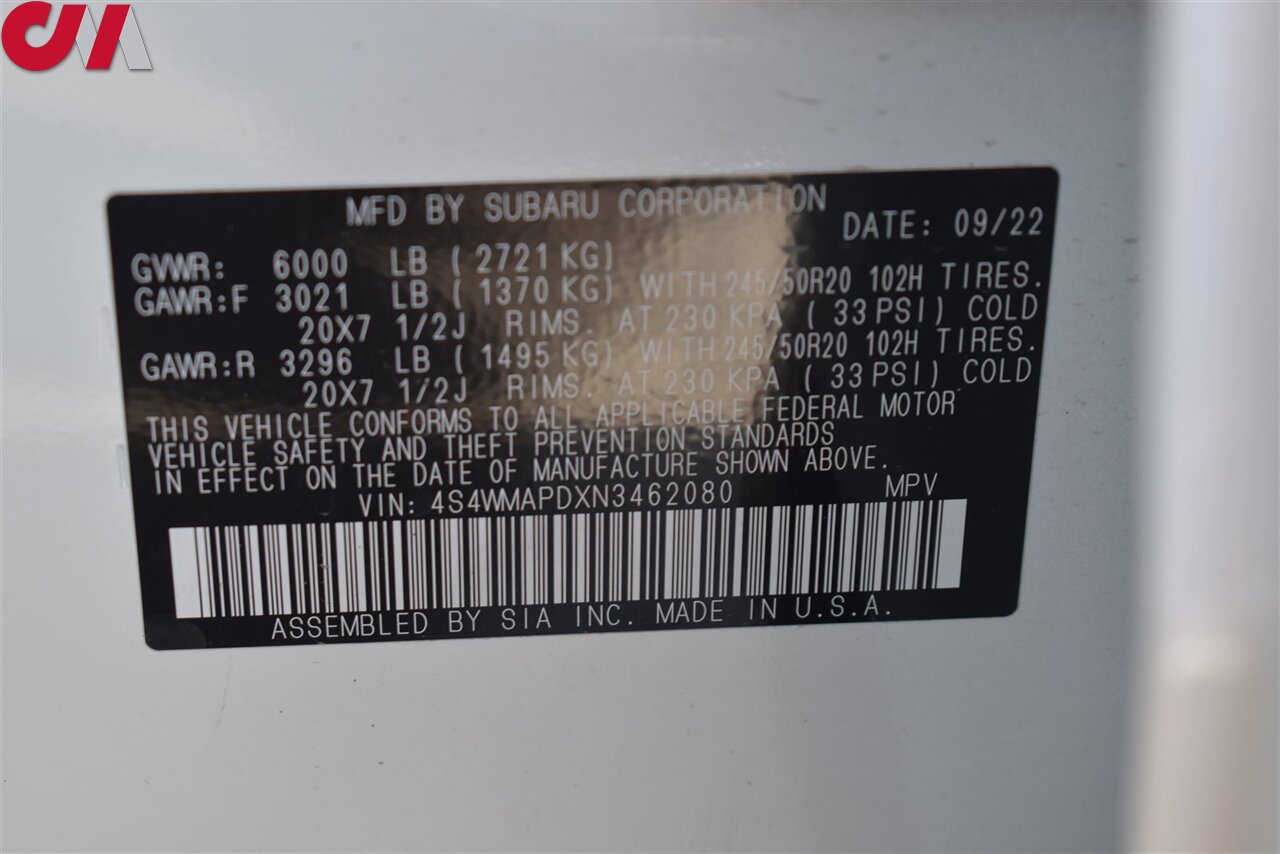 MFD BY SUBARU CORPORATION
DATE: 09/22
GVWR: 6000 LB ( 2721 KG)
GAWR:F 3021 LB ( 1370 KG) WITH 245/50R20 102H TIRES.
20X7 1/2J RIMS. AT 230 KPA ( 33 PSI) COLD
GAWR:R 3296 LB ( 1495 KG) WITH 245/50R20 102H TIRES.
20X7 1/2J RIMS. AT 230 KPA ( 33 PSI) COLD
THIS VEHICLE CONFORMS TO ALL APPLICABLE FEDERAL MOTOR
VEHICLE SAFETY AND THEFT PREVENTION STANDARDS
IN EFFECT ON THE DATE OF MANUFACTURE SHOWN ABOVE.
VIN: 4S4WMAPDXN3462080 MPV
ASSEMBLED BY SIA INC. MADE IN U.S.A.